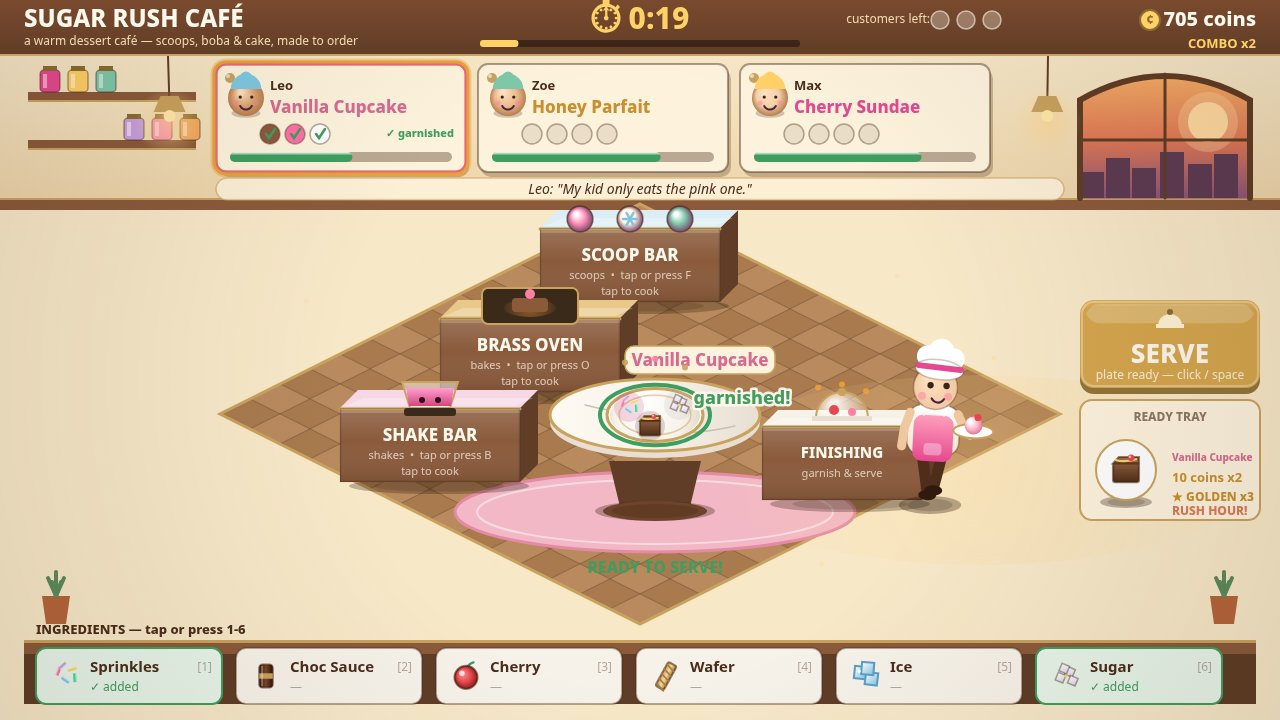 SUGAR RUSH CAFÉ
a warm dessert café — scoops, boba & cake, made to order
0:19
customers left:
¢ 705 coins
COMBO x2
Leo
Vanilla Cupcake
✓ garnished
Zoe
Honey Parfait
Max
Cherry Sundae
Leo: "My kid only eats the pink one."
SCOOP BAR
scoops • tap or press F
tap to cook
BRASS OVEN
bakes • tap or press O
tap to cook
SHAKE BAR
shakes • tap or press B
tap to cook
Vanilla Cupcake
garnished!
FINISHING
garnish & serve
READY TO SERVE!
SERVE
plate ready — click / space
READY TRAY
Vanilla Cupcake
10 coins x2
★ GOLDEN x3
RUSH HOUR!
INGREDIENTS — tap or press 1-6
Sprinkles [1]
✓ added
Choc Sauce [2]
—
Cherry [3]
—
Wafer [4]
—
Ice [5]
—
Sugar [6]
✓ added